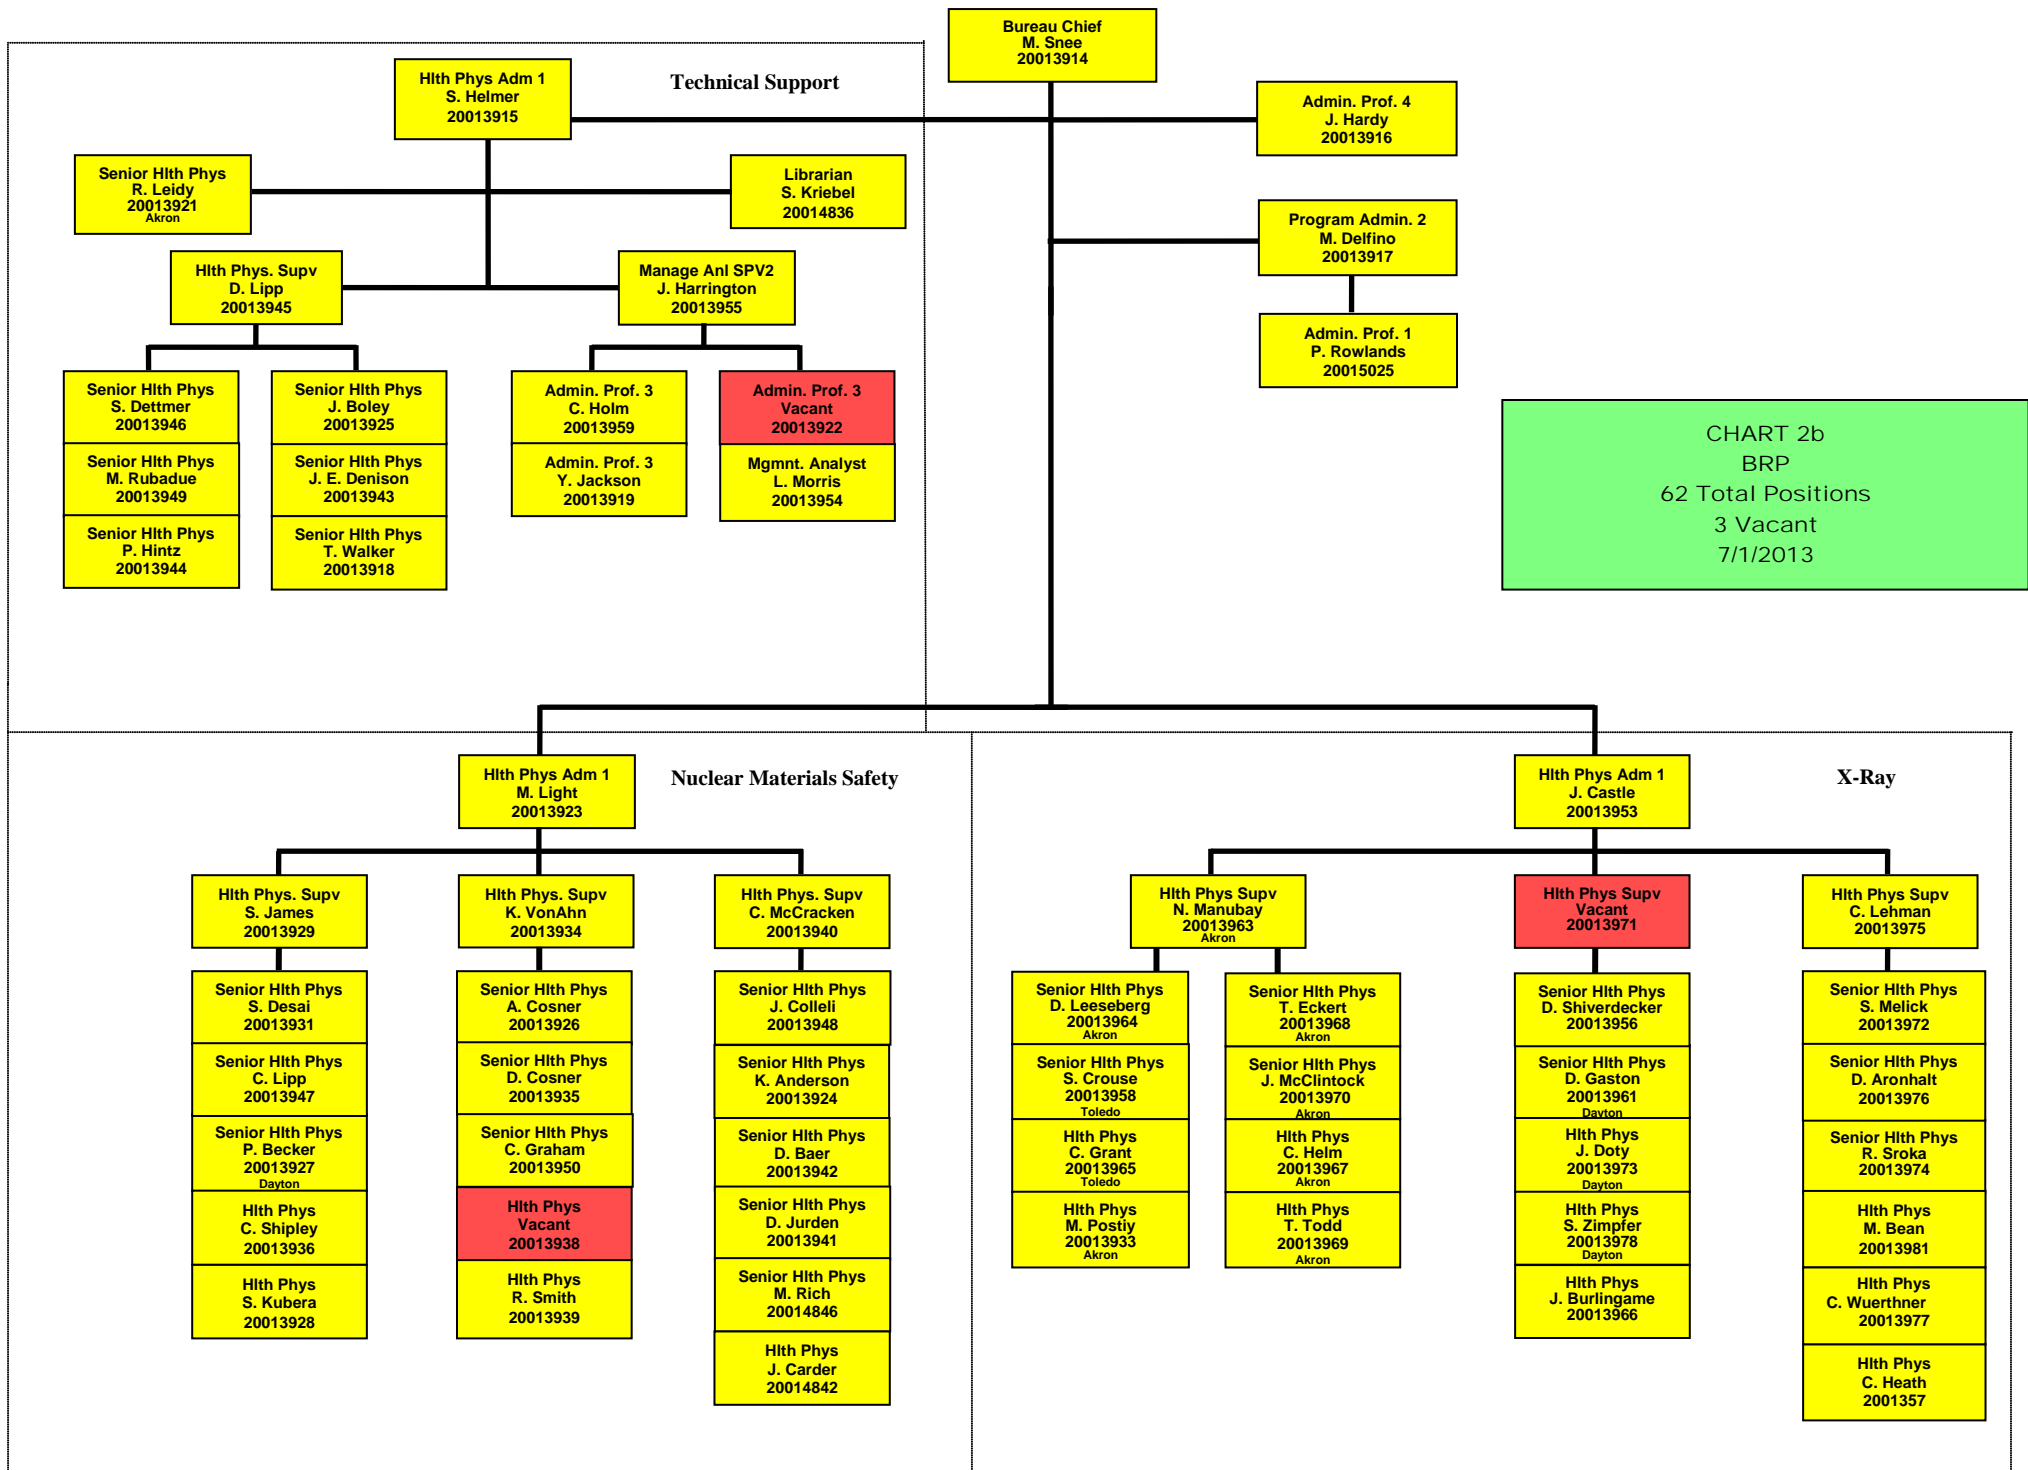 Bureau Chief
M. Snee
20013914
Technical Support
Hlth Phys Adm 1
S. Helmer
20013915
Admin. Prof. 4
J. Hardy
20013916
Senior Hlth Phys
R. Leidy
20013921
Akron
Librarian
S. Kriebel
20014836
Program Admin. 2
M. Delfino
20013917
Hlth Phys. Supv
D. Lipp
20013945
Manage Anl SPV2
J. Harrington
20013955
Admin. Prof. 1
P. Rowlands
20015025
Senior Hlth Phys
S. Dettmer
20013946
Senior Hlth Phys
M. Rubadue
20013949
Senior Hlth Phys
P. Hintz
20013944
Senior Hlth Phys
J. Boley
20013925
Senior Hlth Phys
J. E. Denison
20013943
Senior Hlth Phys
T. Walker
20013918
Admin. Prof. 3
C. Holm
20013959
Admin. Prof. 3
Y. Jackson
20013919
Admin. Prof. 3
Vacant
20013922
Mgmnt. Analyst
L. Morris
20013954
CHART 2b
BRP
62 Total Positions
3 Vacant
7/1/2013
Nuclear Materials Safety
Hlth Phys Adm 1
M. Light
20013923
Hlth Phys. Supv
S. James
20013929
Senior Hlth Phys
S. Desai
20013931
Senior Hlth Phys
C. Lipp
20013947
Senior Hlth Phys
P. Becker
20013927
Dayton
Hlth Phys
C. Shipley
20013936
Hlth Phys
S. Kubera
20013928
Hlth Phys. Supv
K. VonAhn
20013934
Senior Hlth Phys
A. Cosner
20013926
Senior Hlth Phys
D. Cosner
20013935
Senior Hlth Phys
C. Graham
20013950
Hlth Phys
Vacant
20013938
Hlth Phys
R. Smith
20013939
Hlth Phys. Supv
C. McCracken
20013940
Senior Hlth Phys
J. Colleli
20013948
Senior Hlth Phys
K. Anderson
20013924
Senior Hlth Phys
D. Baer
20013942
Senior Hlth Phys
D. Jurden
20013941
Senior Hlth Phys
M. Rich
20014846
Hlth Phys
J. Carder
20014842
X-Ray
Hlth Phys Adm 1
J. Castle
20013953
Hlth Phys Supv
N. Manubay
20013963
Akron
Senior Hlth Phys
D. Leeseberg
20013964
Akron
Senior Hlth Phys
S. Crouse
20013958
Toledo
Hlth Phys
C. Grant
20013965
Toledo
Hlth Phys
M. Postiy
20013933
Akron
Senior Hlth Phys
T. Eckert
20013968
Akron
Senior Hlth Phys
J. McClintock
20013970
Akron
Hlth Phys
C. Helm
20013967
Akron
Hlth Phys
T. Todd
20013969
Akron
Hlth Phys Supv
Vacant
20013971
Senior Hlth Phys
D. Shiverdecker
20013956
Senior Hlth Phys
D. Gaston
20013961
Dayton
Hlth Phys
J. Doty
20013973
Dayton
Hlth Phys
S. Zimpfer
20013978
Dayton
Hlth Phys
J. Burlingame
20013966
Hlth Phys Supv
C. Lehman
20013975
Senior Hlth Phys
S. Melick
20013972
Senior Hlth Phys
D. Aronhalt
20013976
Senior Hlth Phys
R. Sroka
20013974
Hlth Phys
M. Bean
20013981
Hlth Phys
C. Wuerthner
20013977
Hlth Phys
C. Heath
2001357